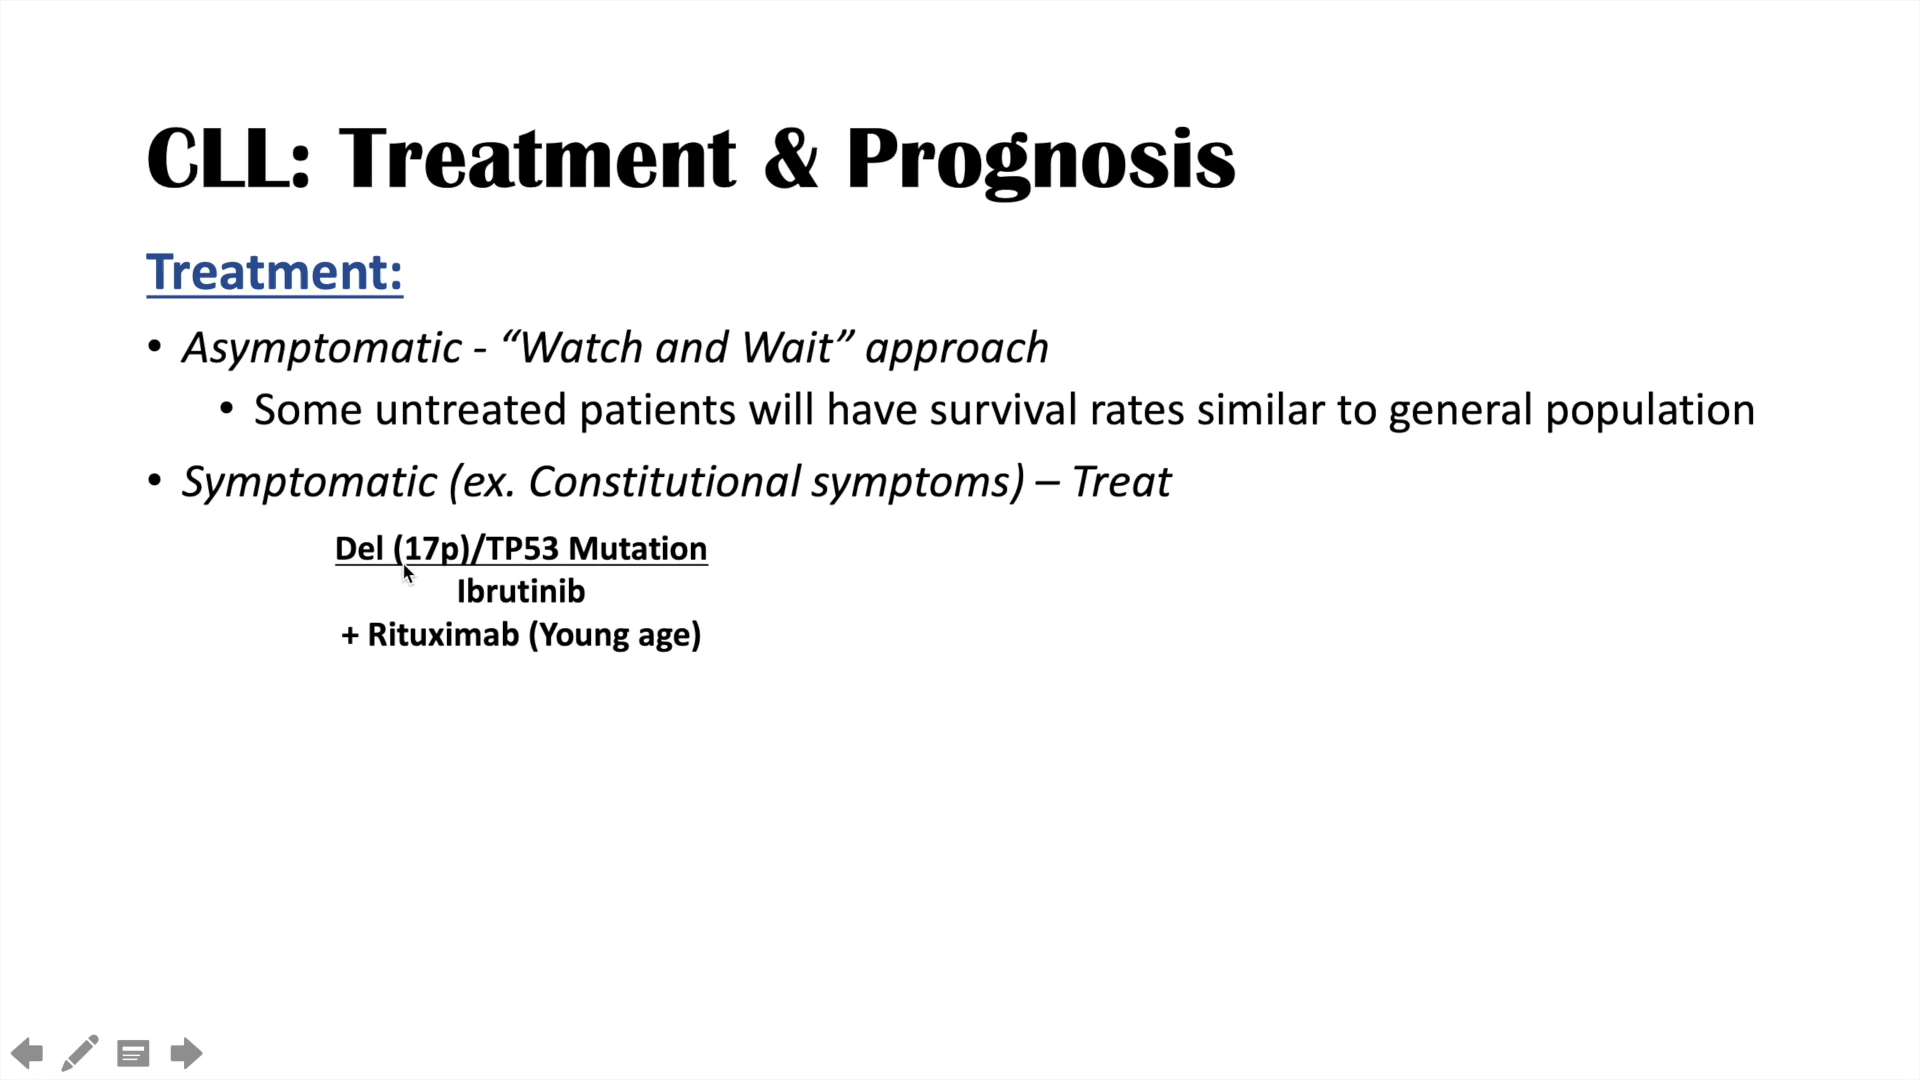 CLL: Treatment & Prognosis
Treatment:
• Asymptomatic - “Watch and Wait” approach
• Some untreated patients will have survival rates similar to general population
• Symptomatic (ex. Constitutional symptoms) – Treat
Del (17p)/TP53 Mutation
Ibrutinib
+ Rituximab (Young age)